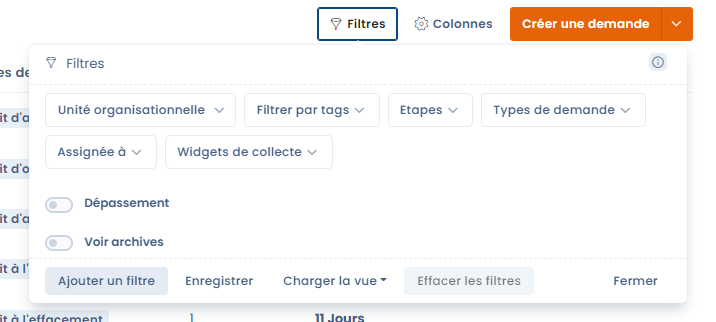 Filtres Colonnes Créer une demande
Filtres
es de
Unité organisationnelle Filtrer par tags Etapes Types de demande
it d'a
Assignée à Widgets de collecte
it d'o
Dépassement
it d'a
Voir archives
it à l'
Ajouter un filtre Enregistrer Charger la vue Effacer les filtres Fermer
it à l'effacement 1 11 Jours